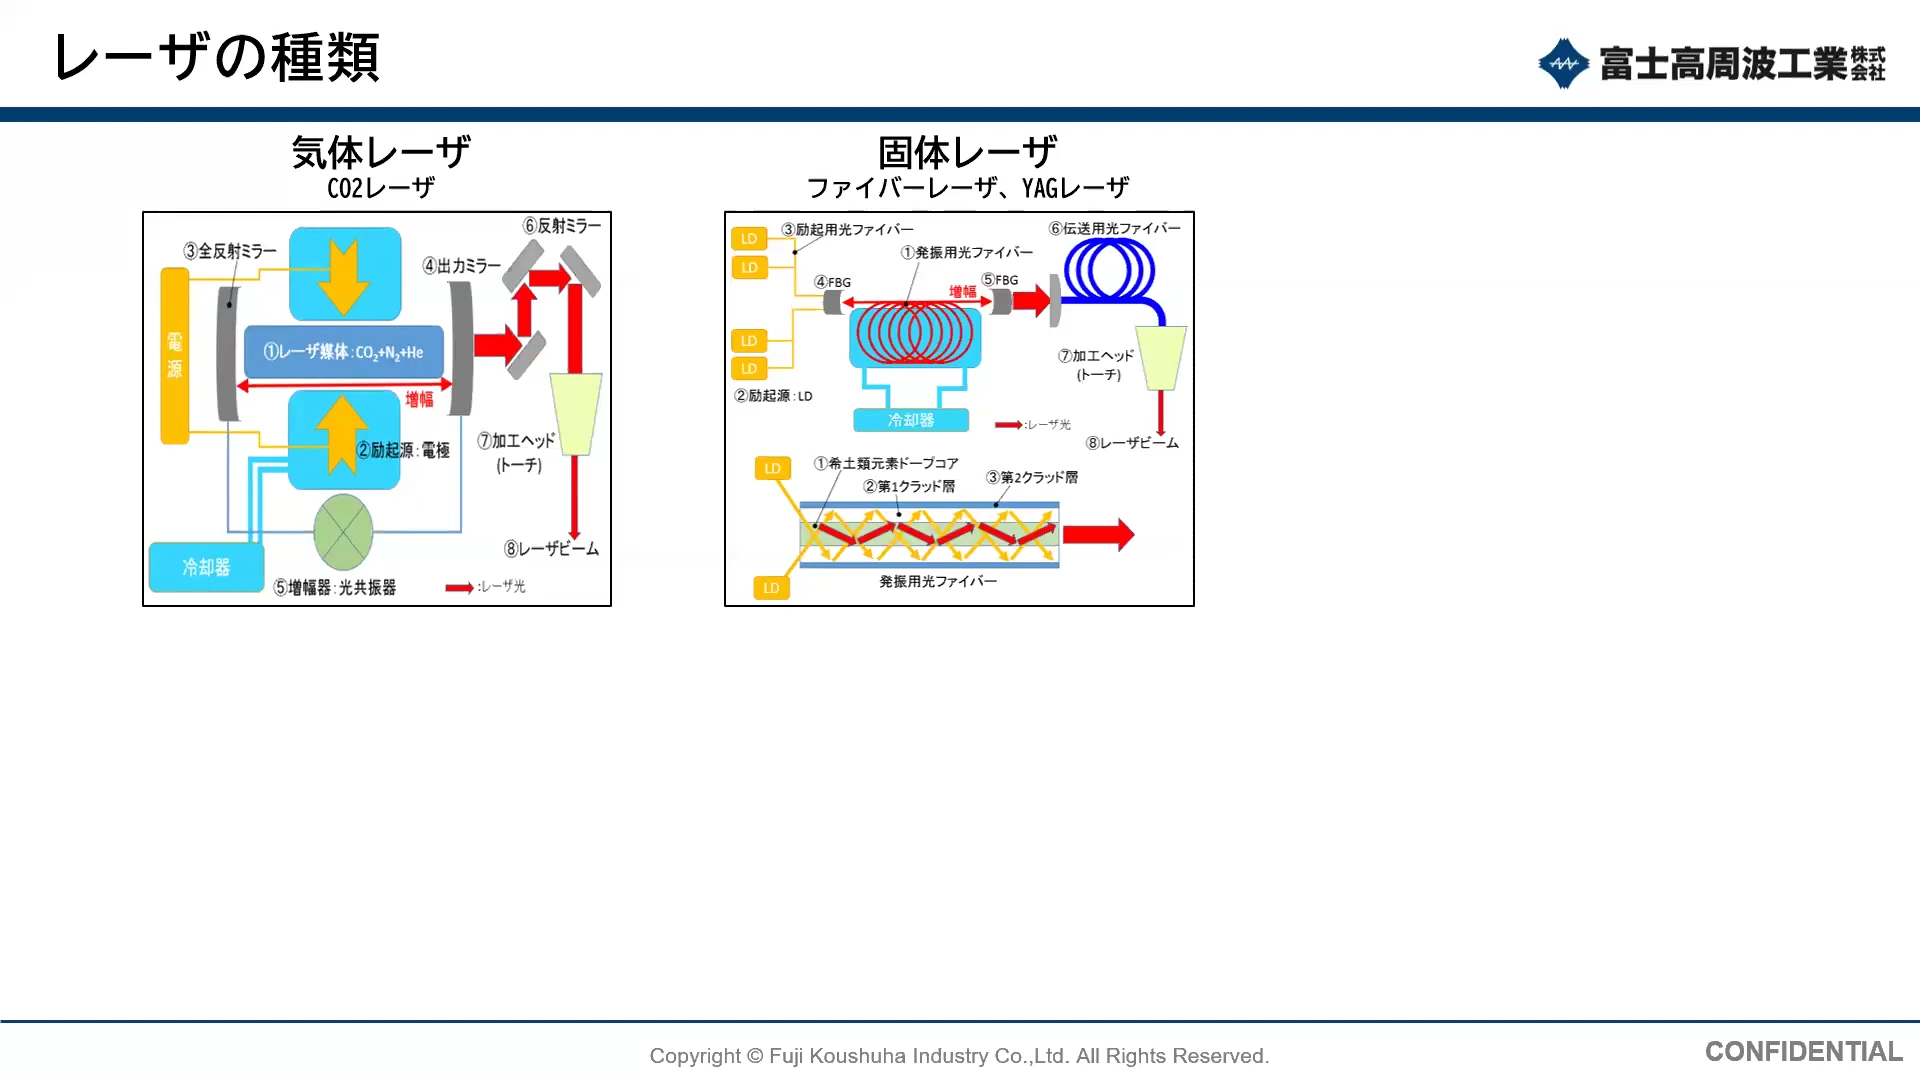 レーザの種類
富士高周波工業株式会社
気体レーザ
CO2レーザ
⑥反射ミラー
③全反射ミラー
④出力ミラー
電源
①レーザ媒体:CO₂+N₂+He
増幅
②励起源:電極
⑦加工ヘッド
(トーチ)
⑧レーザビーム
冷却器
⑤増幅器:光共振器
:レーザ光
固体レーザ
ファイバーレーザ、YAGレーザ
LD
③励起用光ファイバー
⑥伝送用光ファイバー
①発振用光ファイバー
LD
④FBG
増幅
⑤FBG
LD
LD
⑦加工ヘッド
(トーチ)
②励起源:LD
冷却器
:レーザ光
⑧レーザビーム
LD
①希土類元素ドープコア
②第1クラッド層
③第2クラッド層
発振用光ファイバー
LD
Copyright © Fuji Koushuha Industry Co.,Ltd. All Rights Reserved.
CONFIDENTIAL